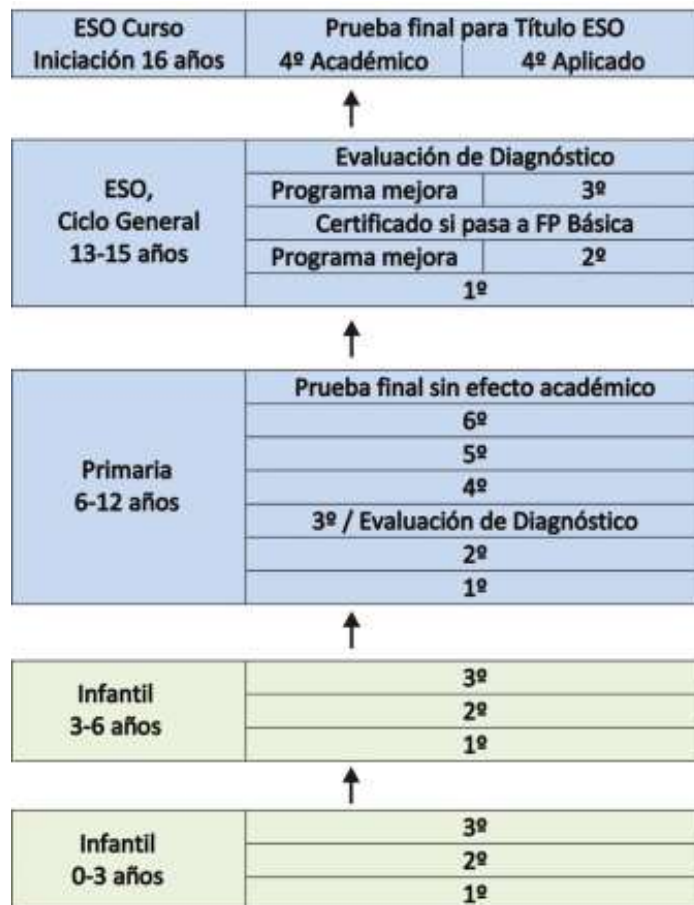 ESO Curso
Iniciación 16 años
Prueba final para Título ESO
4º Académico
4º Aplicado
ESO,
Ciclo General
13-15 años
Evaluación de Diagnóstico
Programa mejora
3º
Certificado si pasa a FP Básica
Programa mejora
2º
1º
Primaria
6-12 años
Prueba final sin efecto académico
6º
5º
4º
3º / Evaluación de Diagnóstico
2º
1º
Infantil
3-6 años
3º
2º
1º
Infantil
0-3 años
3º
2º
1º